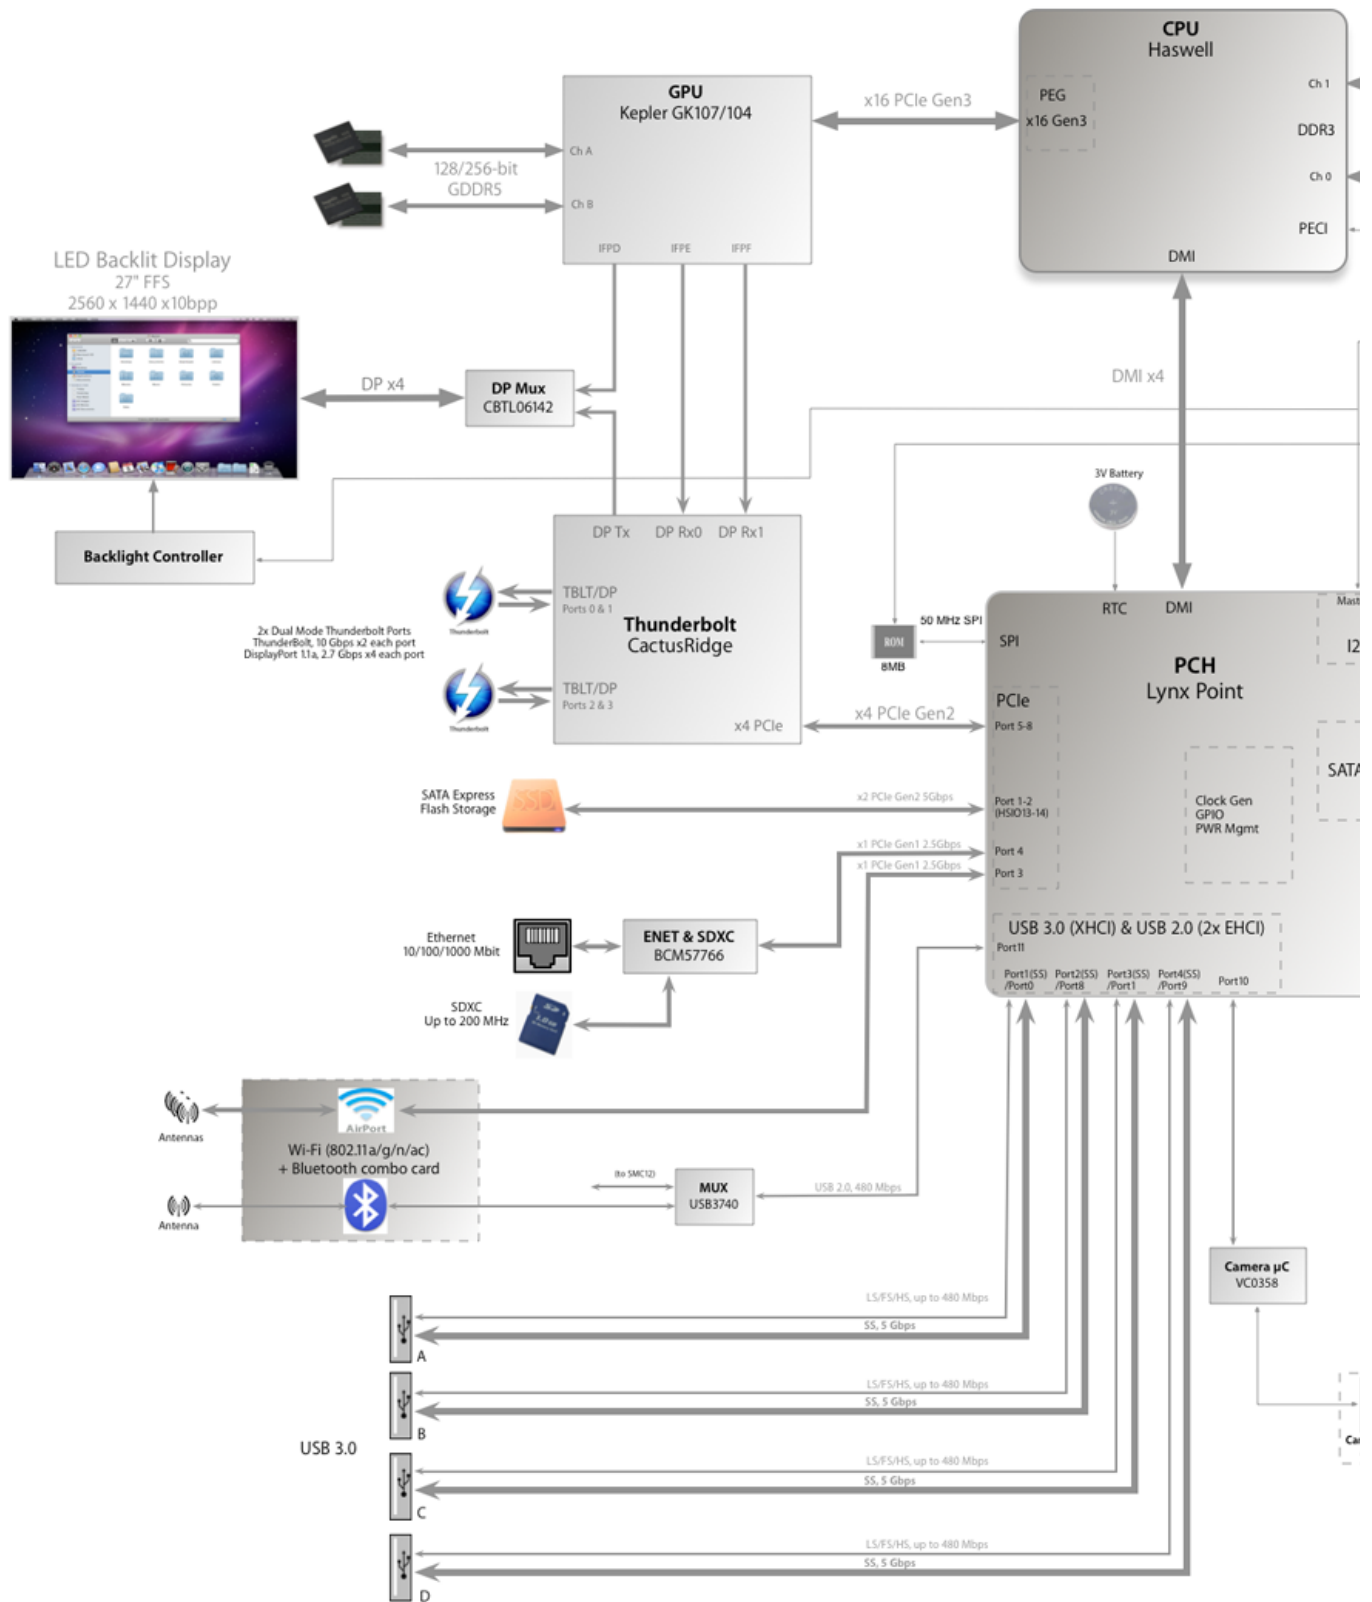 CPU
Haswell
PEG
x16 Gen3
Ch 1
DDR3
Ch 0
PECI
DMI
x16 PCIe Gen3
GPU
Kepler GK107/104
Ch A
Ch B
IFPD
IFPE
IFPF
128/256-bit
GDDR5
LED Backlit Display
27" FFS
2560 x 1440 x10bpp
DP x4
DP Mux
CBTL06142
DMI x4
Backlight Controller
3V Battery
DP Tx
DP Rx0
DP Rx1
TBLT/DP
Ports 0 & 1
Thunderbolt
CactusRidge
TBLT/DP
Ports 2 & 3
x4 PCIe
Thunderbolt
Thunderbolt
2x Dual Mode Thunderbolt Ports
ThunderBolt, 10 Gbps x2 each port
DisplayPort 1.1a, 2.7 Gbps x4 each port
50 MHz SPI
ROM
8MB
RTC
DMI
Mast
SPI
I2
PCH
Lynx Point
PCIe
Port 5-8
x4 PCIe Gen2
SATA
Clock Gen
GPIO
PWR Mgmt
SATA Express
Flash Storage
SSD
x2 PCIe Gen2 5Gbps
Port 1-2
(HSIO13-14)
x1 PCIe Gen1 2.5Gbps
Port 4
x1 PCIe Gen1 2.5Gbps
Port 3
Ethernet
10/100/1000 Mbit
ENET & SDXC
BCM57766
SDXC
Up to 200 MHz
USB 3.0 (XHCI) & USB 2.0 (2x EHCI)
Port11
Port1(SS)
/Port0
Port2(SS)
/Port8
Port3(SS)
/Port1
Port4(SS)
/Port9
Port10
Antennas
AirPort
Wi-Fi (802.11a/g/n/ac)
+ Bluetooth combo card
Antenna
(to SMC12)
MUX
USB3740
USB 2.0, 480 Mbps
Camera µC
VC0358
Ca
LS/FS/HS, up to 480 Mbps
SS, 5 Gbps
A
LS/FS/HS, up to 480 Mbps
SS, 5 Gbps
B
USB 3.0
LS/FS/HS, up to 480 Mbps
SS, 5 Gbps
C
LS/FS/HS, up to 480 Mbps
SS, 5 Gbps
D